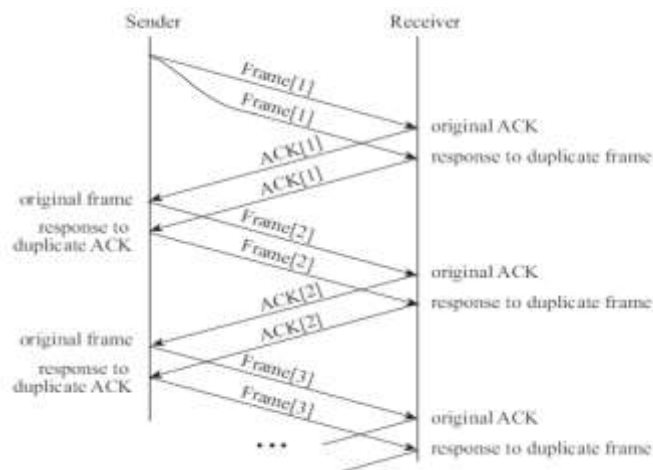 Sender
Receiver
Frame[1]
Frame[1]
original ACK
ACK[1]
response to duplicate frame
ACK[1]
original frame
response to
duplicate ACK
Frame[2]
Frame[2]
original ACK
ACK[2]
response to duplicate frame
ACK[2]
original frame
response to
duplicate ACK
Frame[3]
Frame[3]
original ACK
•••
response to duplicate frame